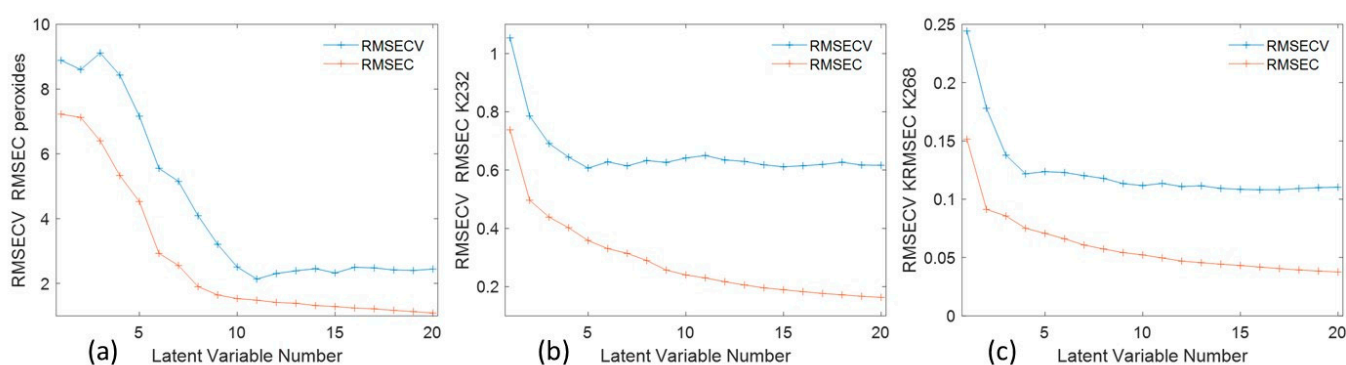 10
8
6
4
2
5
10
15
20
RMSECV RMSEC peroxides
RMSECV
RMSEC
(a)
Latent Variable Number
1
0.8
0.6
0.4
0.2
5
10
15
20
RMSECV RMSEC K232
RMSECV
RMSEC
(b)
Latent Variable Number
0.25
0.2
0.15
0.1
0.05
0
5
10
15
20
RMSECV KRMSEC K268
RMSECV
RMSEC
(c)
Latent Variable Number